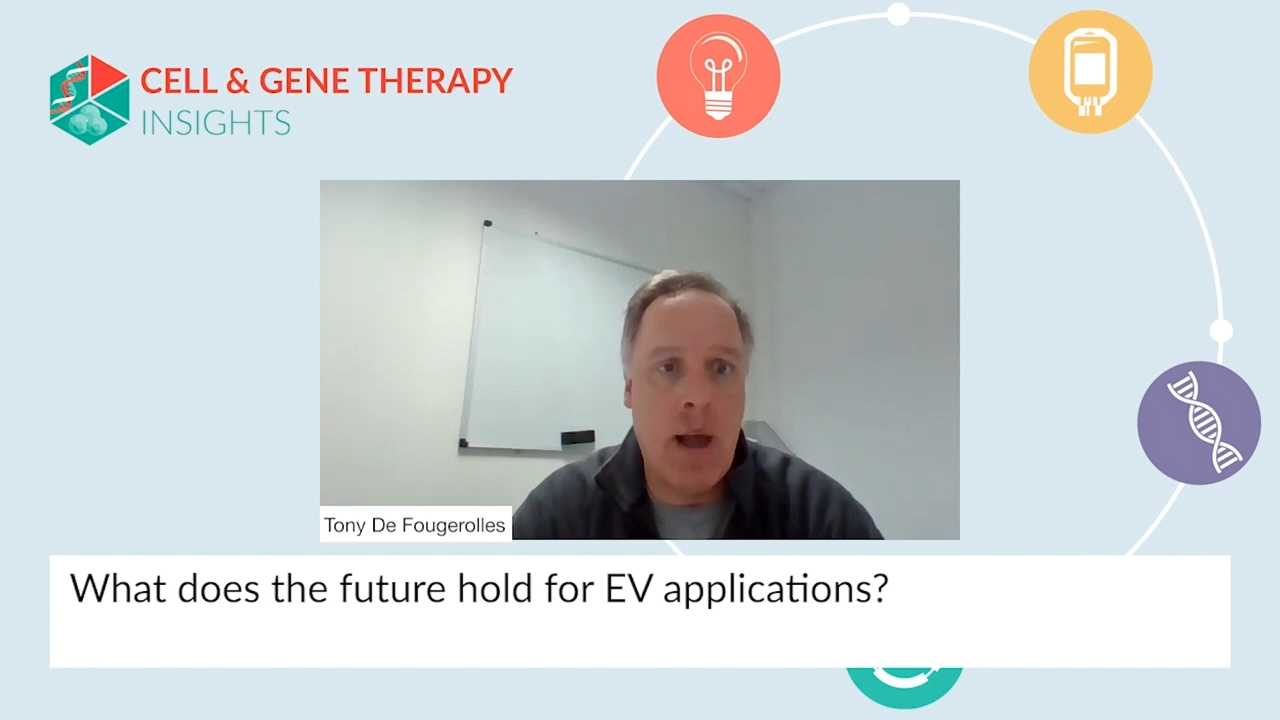 CELL & GENE THERAPY
INSIGHTS
Tony De Fougerolles
What does the future hold for EV applications?